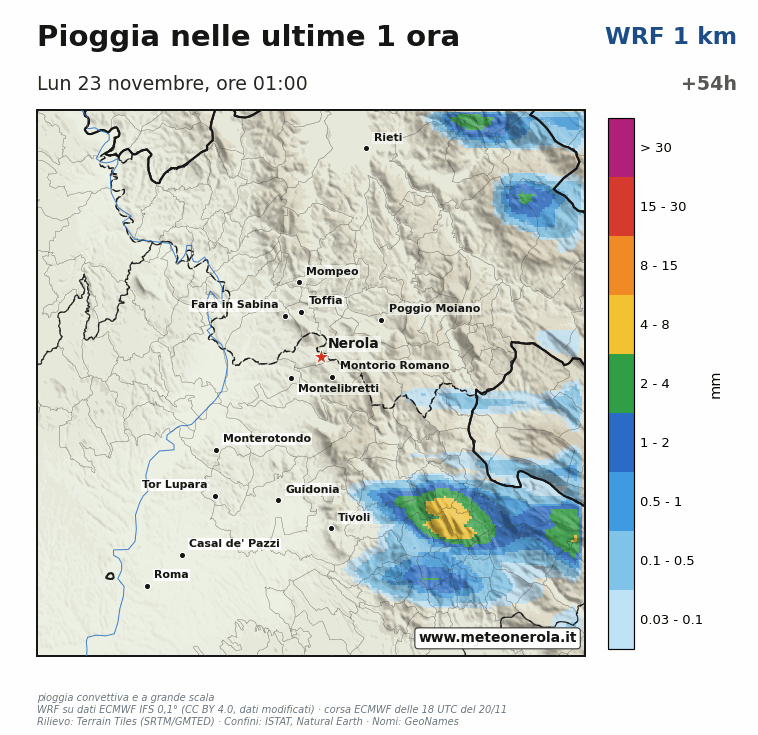 Pioggia nelle ultime 1 ora
WRF 1 km
Lun 23 novembre, ore 01:00
+54h
Rieti
> 30
15 - 30
8 - 15
4 - 8
2 - 4
1 - 2
0.5 - 1
0.1 - 0.5
0.03 - 0.1
mm
Mompeo
Fara in Sabina
Toffia
Poggio Moiano
Nerola
Montorio Romano
Montelibretti
Monterotondo
Tor Lupara
Guidonia
Tivoli
Casal de' Pazzi
Roma
www.meteonerola.it
pioggia convettiva e a grande scala
WRF su dati ECMWF IFS 0,1° (CC BY 4.0, dati modificati) · corsa ECMWF delle 18 UTC del 20/11
Rilievo: Terrain Tiles (SRTM/GMTED) · Confini: ISTAT, Natural Earth · Nomi: GeoNames